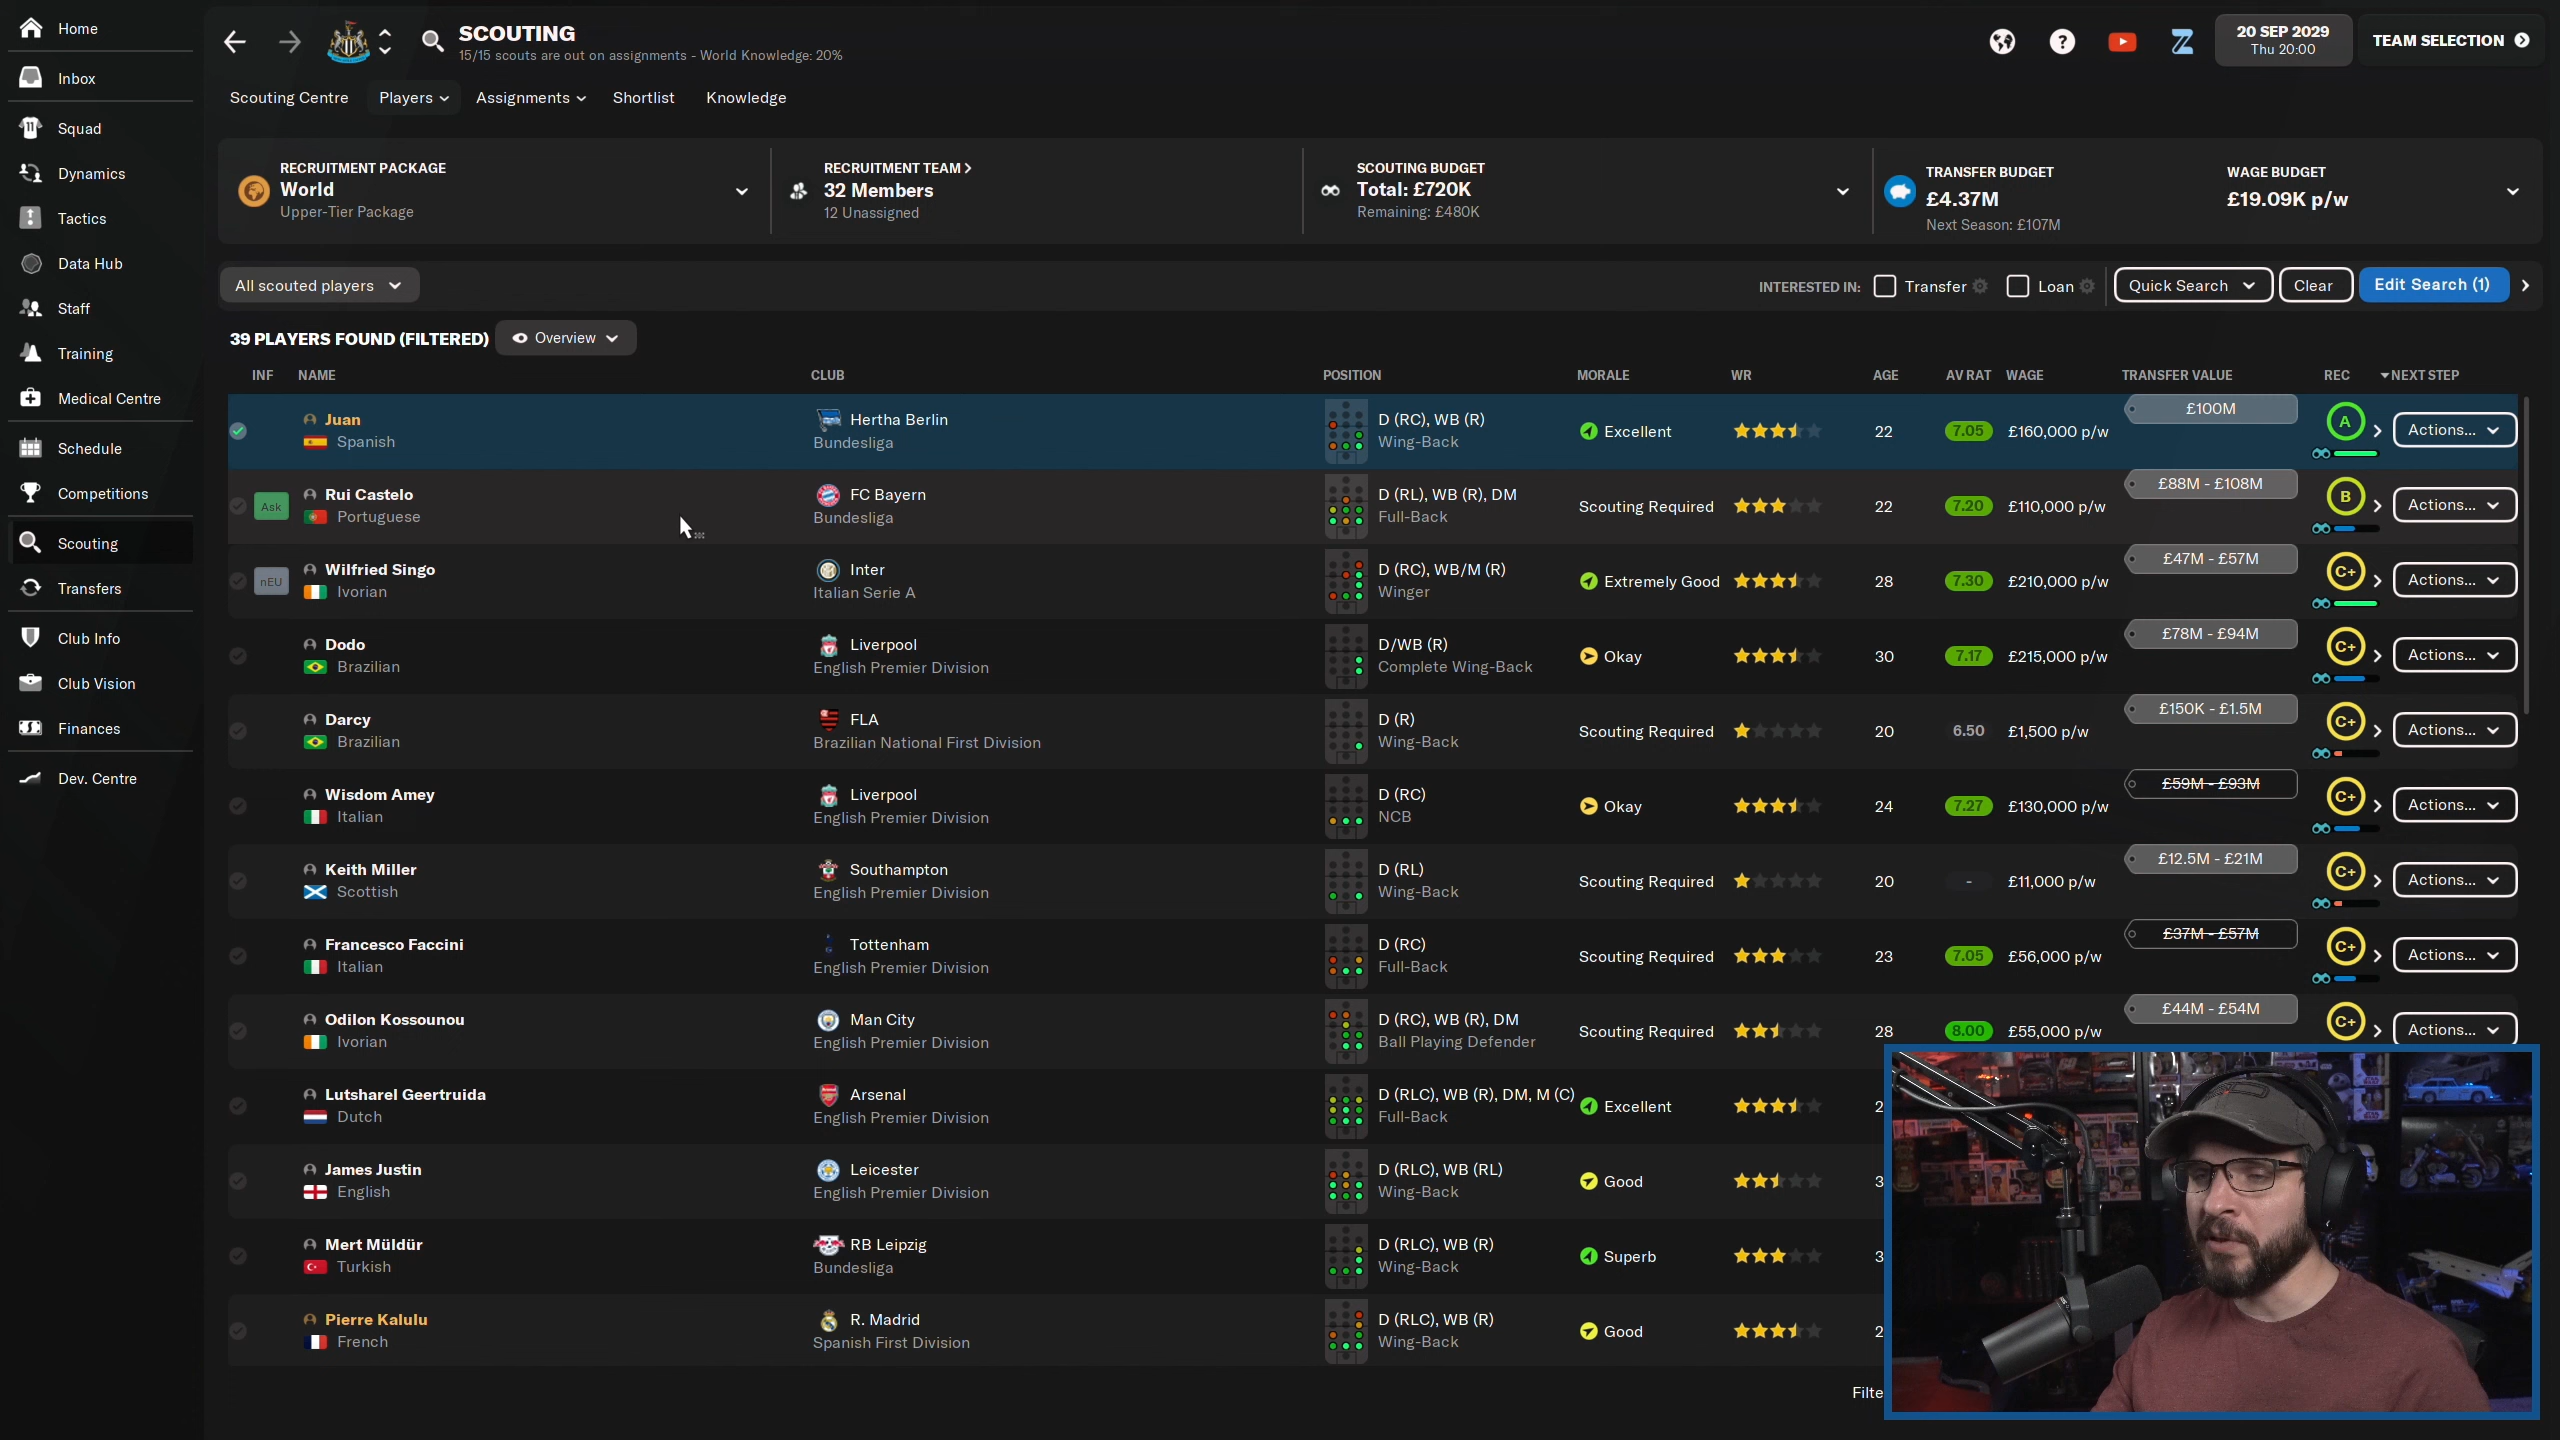 Home
Inbox
Squad
Dynamics
Tactics
Data Hub
Staff
Training
Medical Centre
Schedule
Competitions
Scouting
Transfers
Club Info
Club Vision
Finances
Dev. Centre
SCOUTING
15/15 scouts are out on assignments - World Knowledge: 20%
20 SEP 2029
Thu 20:00
TEAM SELECTION
Scouting Centre Players Assignments Shortlist Knowledge
RECRUITMENT PACKAGE
World
Upper-Tier Package
RECRUITMENT TEAM >
32 Members
12 Unassigned
SCOUTING BUDGET
Total: £720K
Remaining: £480K
TRANSFER BUDGET
£4.37M
Next Season: £107M
WAGE BUDGET
£19.09K p/w
All scouted players
INTERESTED IN: Transfer Loan Quick Search Clear Edit Search (1)
39 PLAYERS FOUND (FILTERED) Overview
INF NAME CLUB POSITION MORALE WR AGE AV RAT WAGE TRANSFER VALUE REC NEXT STEP
Juan Hertha Berlin D (RC), WB (R) Excellent 22 7.05 £160,000 p/w £100M A Actions...
Spanish Bundesliga Wing-Back
Ask Rui Castelo FC Bayern D (RL), WB (R), DM Scouting Required 22 7.20 £110,000 p/w £88M - £108M B Actions...
Portuguese Bundesliga Full-Back
nEU Wilfried Singo Inter D (RC), WB/M (R) Extremely Good 28 7.30 £210,000 p/w £47M - £57M C+ Actions...
Ivorian Italian Serie A Winger
Dodo Liverpool D/WB (R) Okay 30 7.17 £215,000 p/w £78M - £94M C+ Actions...
Brazilian English Premier Division Complete Wing-Back
Darcy FLA D (R) Scouting Required 20 6.50 £1,500 p/w £150K - £1.5M C+ Actions...
Brazilian Brazilian National First Division Wing-Back
Wisdom Amey Liverpool D (RC) Okay 24 7.27 £130,000 p/w £59M - £93M C+ Actions...
Italian English Premier Division NCB
Keith Miller Southampton D (RL) Scouting Required 20 - £11,000 p/w £12.5M - £21M C+ Actions...
Scottish English Premier Division Wing-Back
Francesco Faccini Tottenham D (RC) Scouting Required 23 7.05 £56,000 p/w £37M - £57M C+ Actions...
Italian English Premier Division Full-Back
Odilon Kossounou Man City D (RC), WB (R), DM Scouting Required 28 8.00 £55,000 p/w £44M - £54M C+ Actions...
Ivorian English Premier Division Ball Playing Defender
Lutsharel Geertruida Arsenal D (RLC), WB (R), DM, M (C) Excellent 2
Dutch English Premier Division Full-Back
James Justin Leicester D (RLC), WB (RL) Good 3
English English Premier Division Wing-Back
Mert Müldür RB Leipzig D (RLC), WB (R) Superb 3
Turkish Bundesliga Wing-Back
Pierre Kalulu R. Madrid D (RLC), WB (R) Good 2
French Spanish First Division Wing-Back
Filte